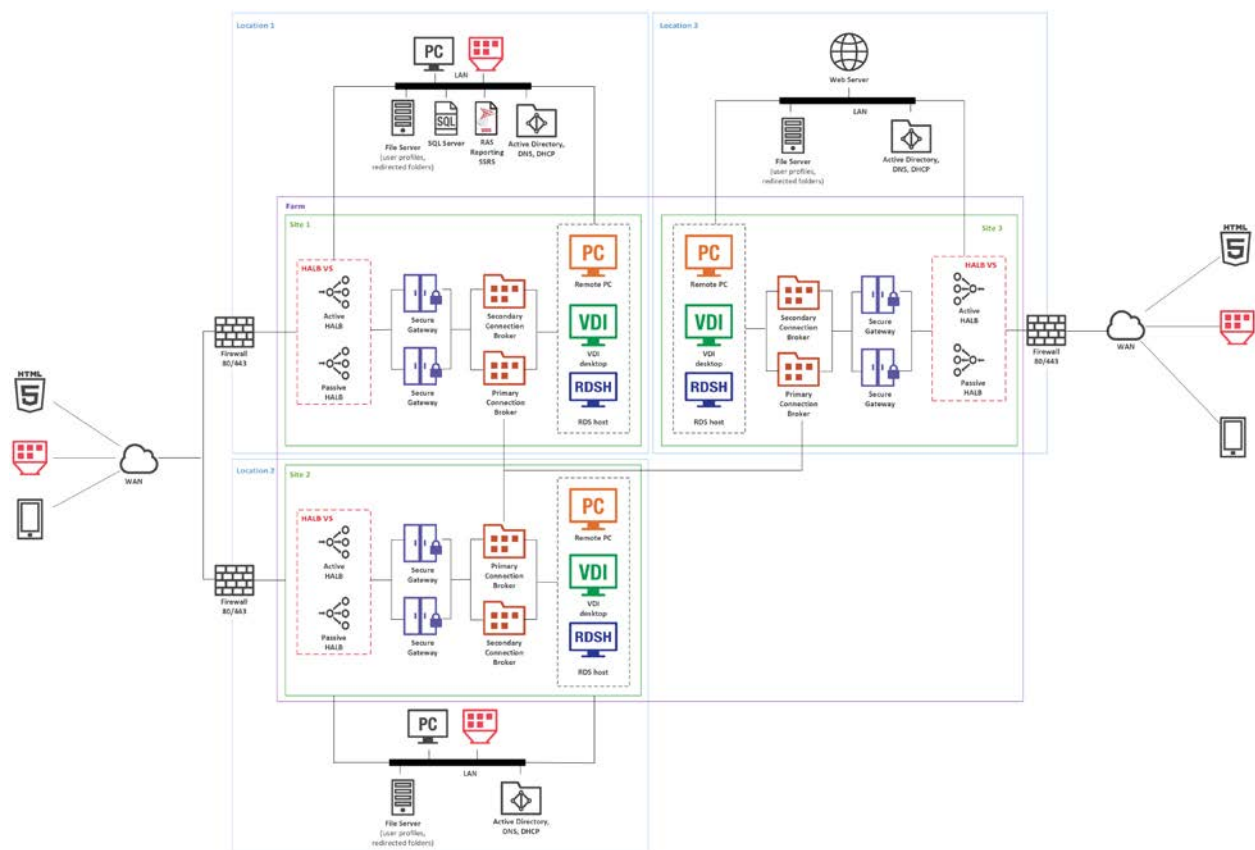 Location 1
PC
LAN
File Server
(user profiles,
redirected folders)
SQL
SQL Server
RAS
Reporting
SSRS
Active Directory,
DNS, DHCP
Location 3
Web Server
LAN
File Server
(user profiles,
redirected folders)
Active Directory,
DNS, DHCP
Farm
Site 1
HALB VS
Active
HALB
Passive
HALB
Secure
Gateway
Secure
Gateway
Secondary
Connection
Broker
Primary
Connection
Broker
PC
Remote PC
VDI
VDI
desktop
RDSH
RDS host
Site 3
PC
Remote PC
VDI
VDI
desktop
RDSH
RDS host
Secondary
Connection
Broker
Primary
Connection
Broker
Secure
Gateway
Secure
Gateway
HALB VS
Active
HALB
Passive
HALB
Firewall
80/443
WAN
HTML
5
Firewall
80/443
HTML
5
WAN
Firewall
80/443
Location 2
Site 2
HALB VS
Active
HALB
Passive
HALB
Secure
Gateway
Secure
Gateway
Primary
Connection
Broker
Secondary
Connection
Broker
PC
Remote PC
VDI
VDI
desktop
RDSH
RDS host
PC
LAN
File Server
(user profiles,
redirected folders)
Active Directory,
DNS, DHCP